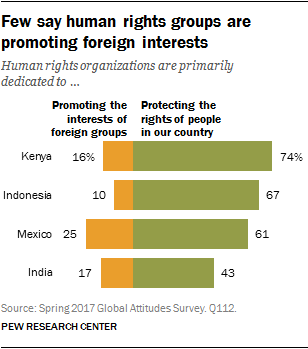 Few say human rights groups are
promoting foreign interests
Human rights organizations are primarily
dedicated to ...
Promoting the
interests of
foreign groups
Protecting the
rights of people
in our country
Kenya 16% 74%
Indonesia 10 67
Mexico 25 61
India 17 43
Source: Spring 2017 Global Attitudes Survey. Q112.
PEW RESEARCH CENTER